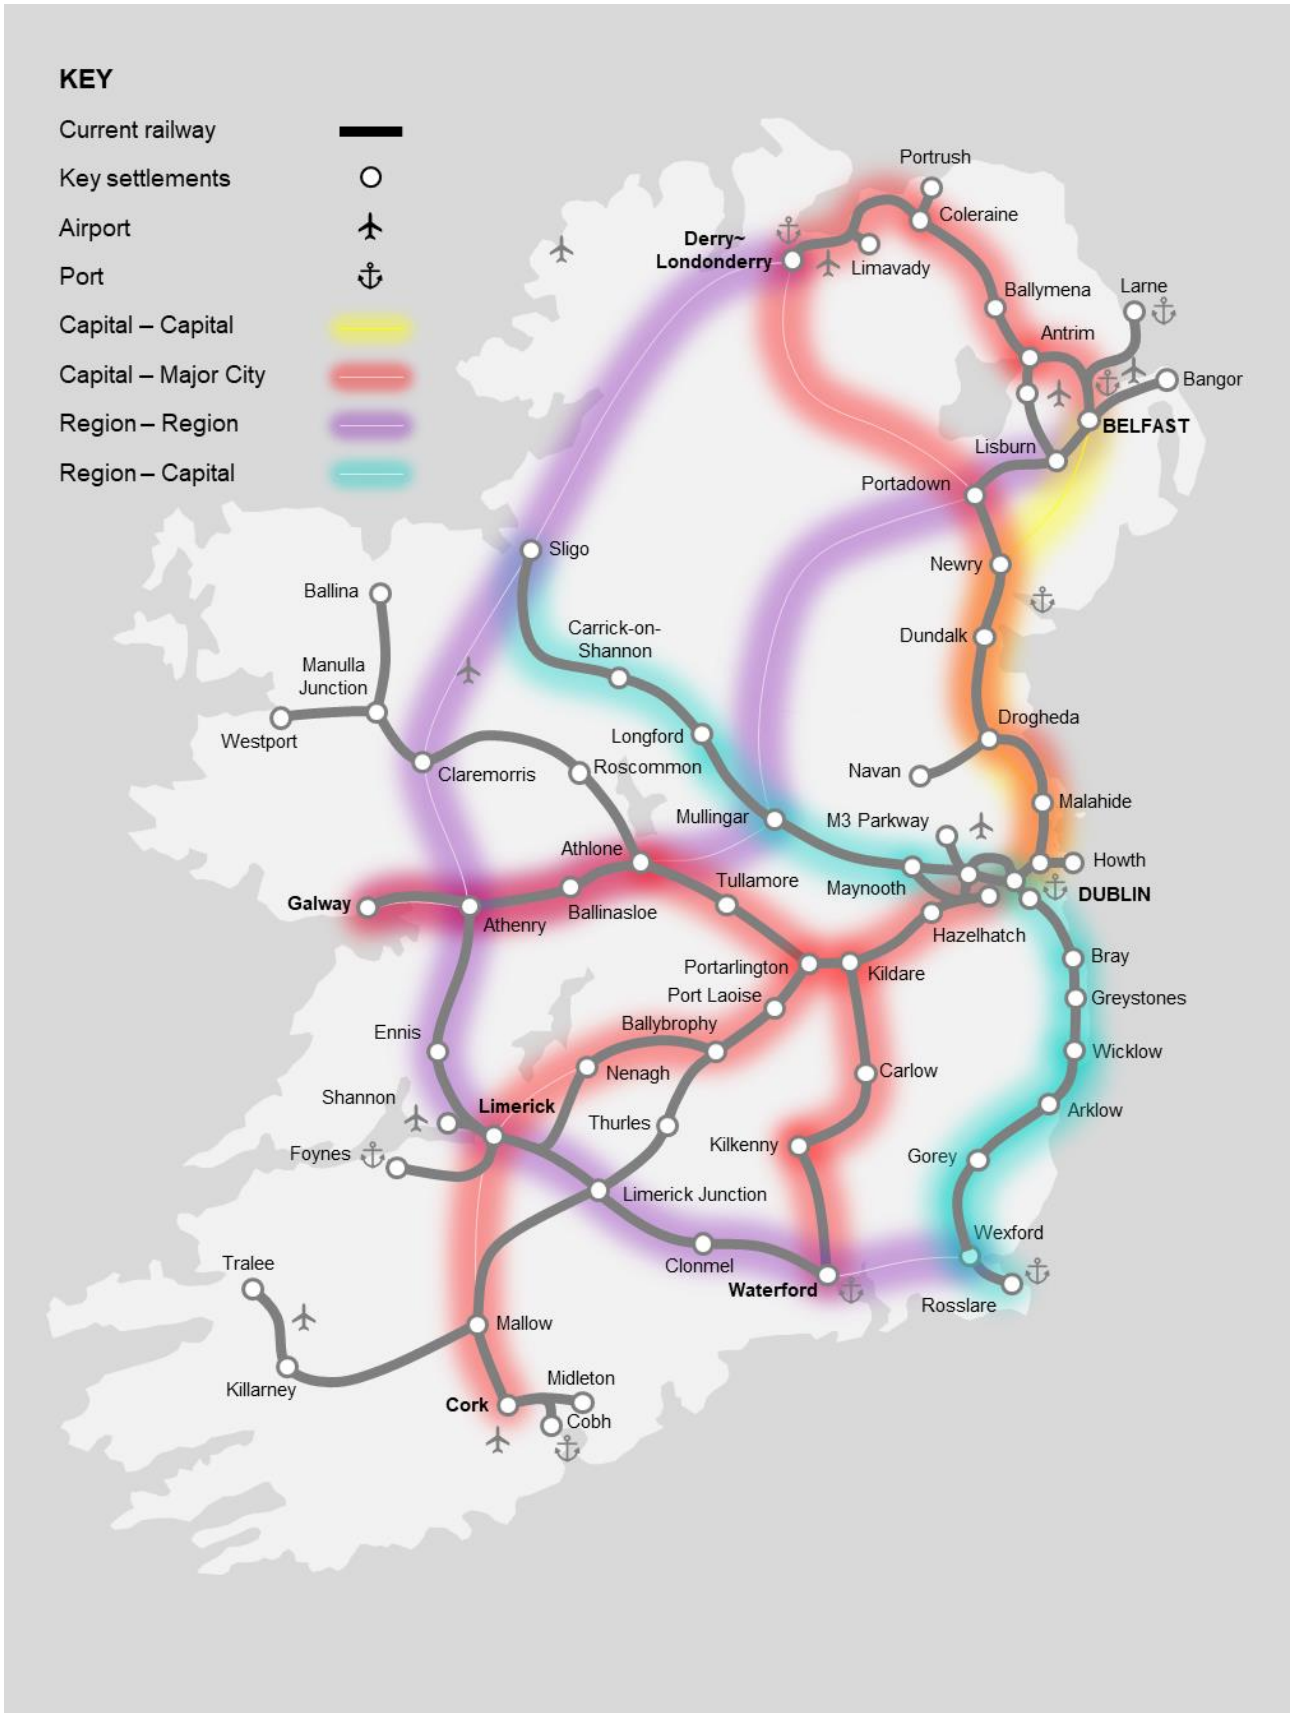 KEY
Current railway
Key settlements
Airport
Port
Capital – Capital
Capital – Major City
Region – Region
Region – Capital
Portrush
Coleraine
Derry~
Londonderry
Limavady
Ballymena
Larne
Antrim
Bangor
BELFAST
Lisburn
Portadown
Newry
Sligo
Ballina
Dundalk
Carrick-on-
Shannon
Manulla
Junction
Westport
Drogheda
Longford
Claremorris
Roscommon
Navan
Malahide
Mullingar
M3 Parkway
Athlone
Howth
Tullamore
Maynooth
DUBLIN
Galway
Ballinasloe
Athenry
Hazelhatch
Bray
Portarlington
Kildare
Port Laoise
Greystones
Ballybrophy
Ennis
Wicklow
Nenagh
Carlow
Shannon
Limerick
Arklow
Thurles
Kilkenny
Foynes
Gorey
Limerick Junction
Wexford
Tralee
Clonmel
Waterford
Rosslare
Mallow
Midleton
Killarney
Cork
Cobh